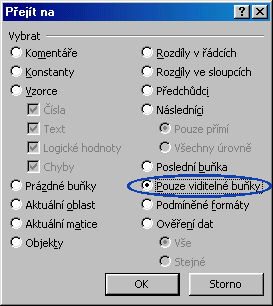 Přejít na
Vybrat
Komentáře
Konstanty
Vzorce
Čísla
Text
Logické hodnoty
Chyby
Prázdné buňky
Aktuální oblast
Aktuální matice
Objekty
Rozdíly v řádcích
Rozdíly ve sloupcích
Předchůdci
Následníci
Pouze přímí
Všechny úrovně
Poslední buňka
Pouze viditelné buňky
Podmíněné formáty
Ověření dat
Vše
Stejné
OK
Storno